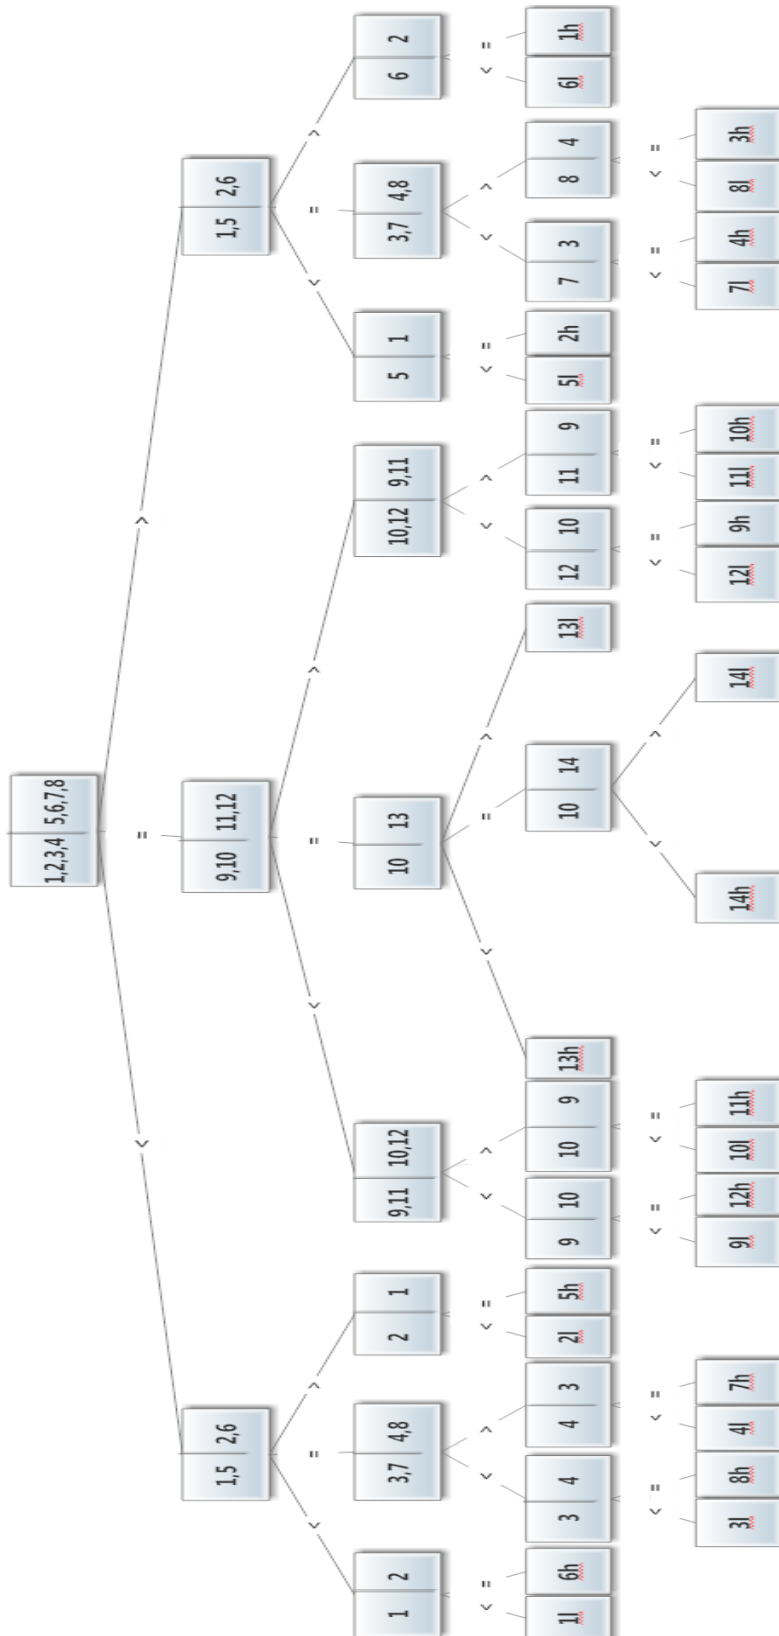 1,2,3,4 5,6,7,8
< = >
1,5 2,6 9,10 11,12 1,5 2,6
< = > < = > < = >
1 2 3,7 4,8 2 1 9,11 10,12 10 13 10,12 9,11 5 1 3,7 4,8 6 2
< = < > < = < > < = > < > < = < > < =
1l 6h 3 4 4 3 2l 5h 9 10 10 9 13h 10 14 13l 12 10 11 9 5l 2h 7 3 8 4 6l 1h
< = < = < = < = < > < = < = < = < =
3l 8h 4l 7h 9l 12h 10l 11h 14h 14l 12l 9h 11l 10h 7l 4h 8l 3h